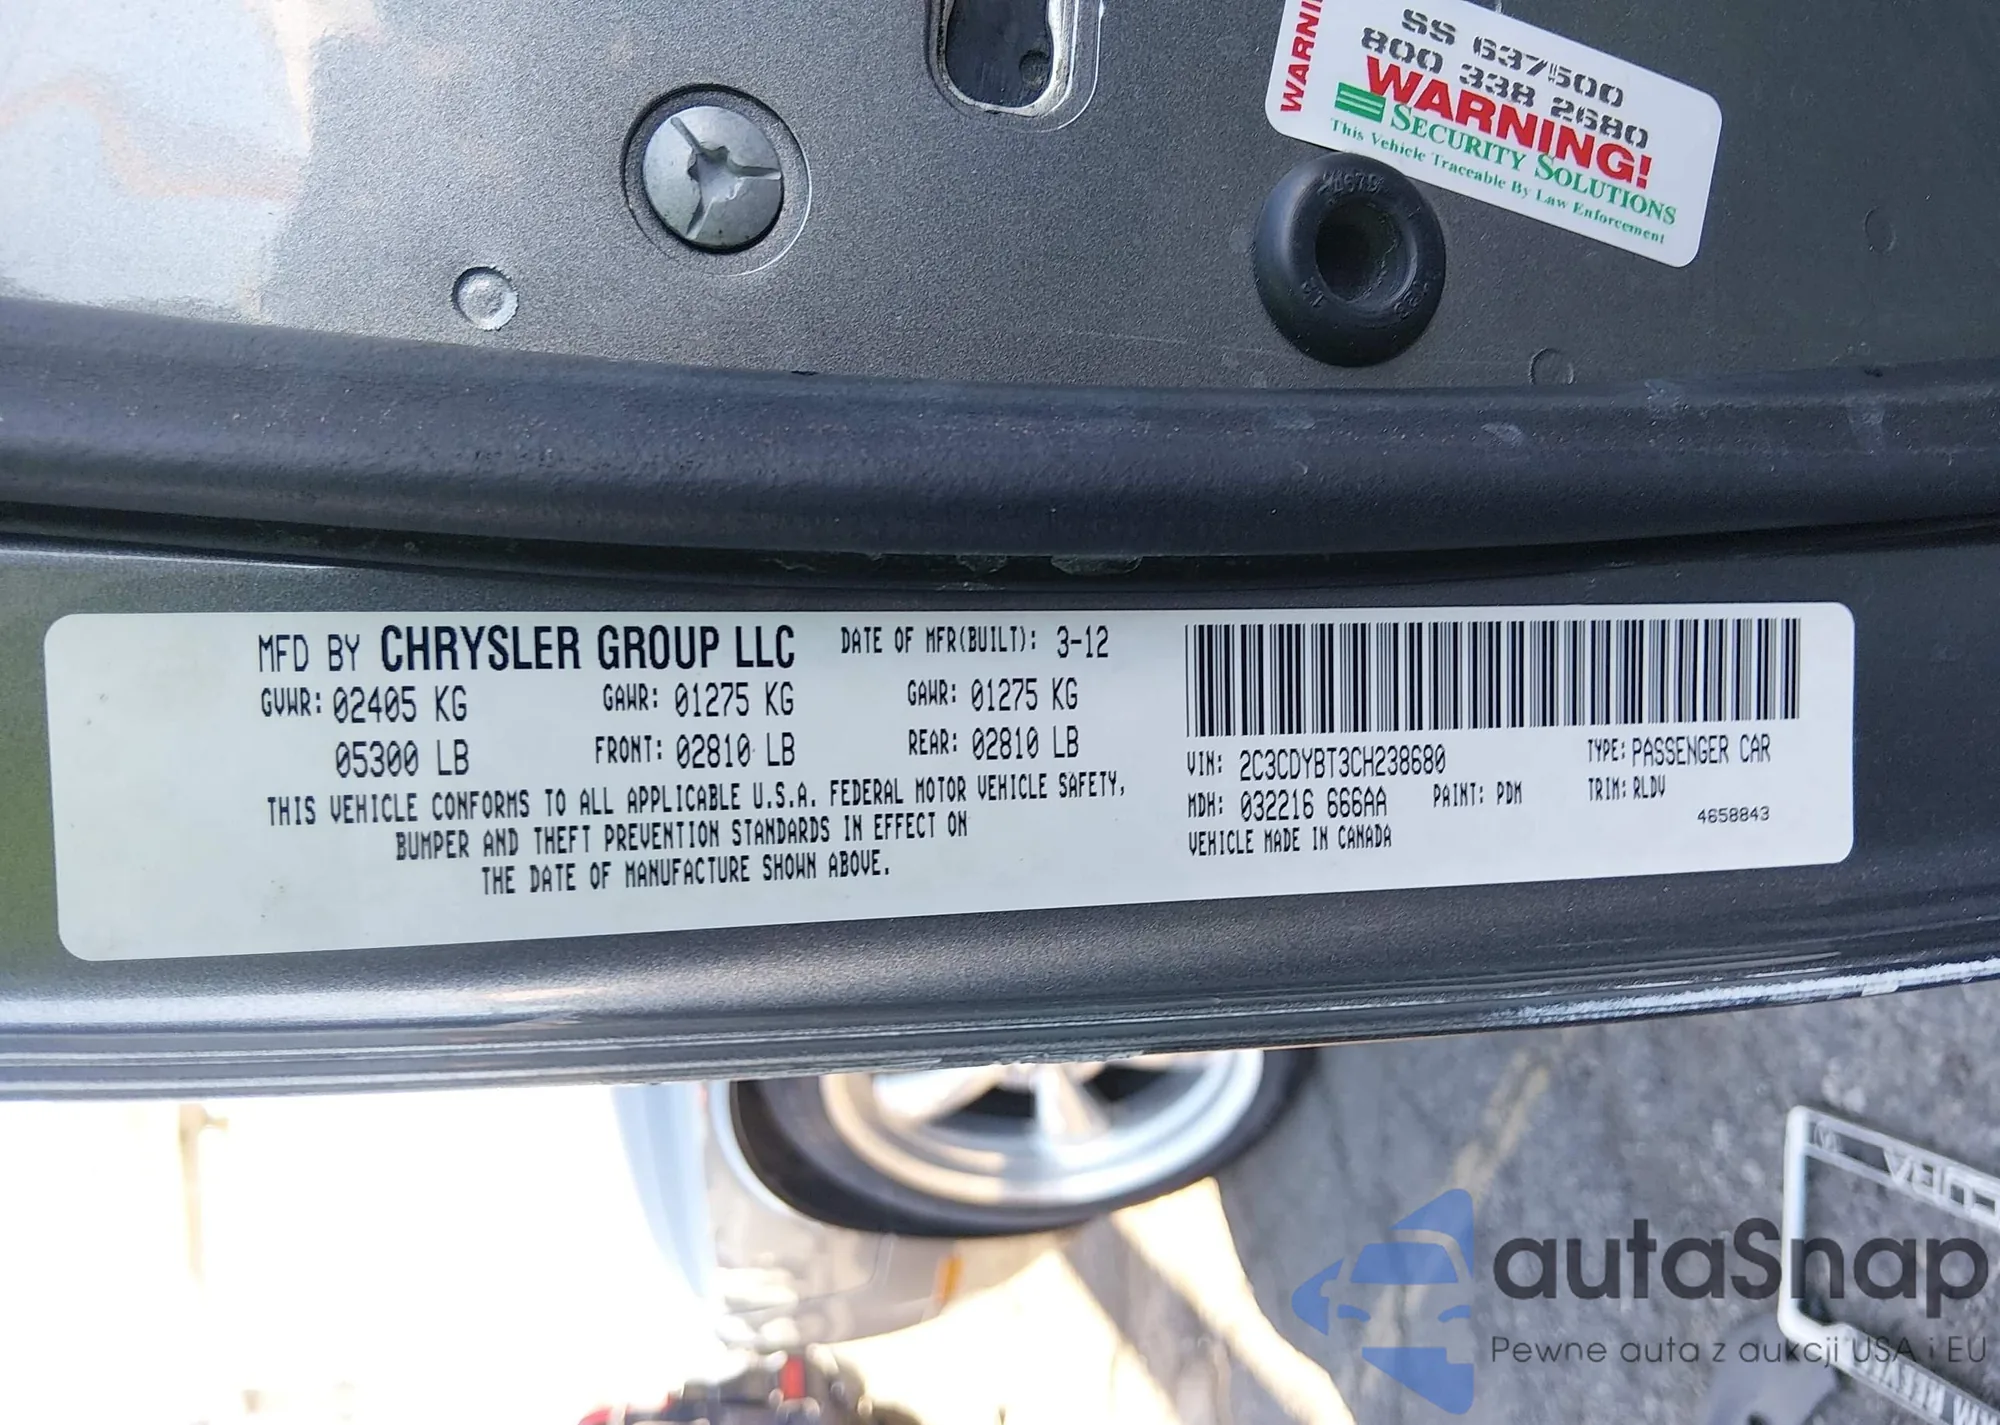 WARNING
SS 637500
800 338 2680
WARNING!
SECURITY SOLUTIONS
This Vehicle Traceable By Law Enforcement
MFD BY CHRYSLER GROUP LLC DATE OF MFR(BUILT): 3-12
GVWR: 02405 KG GAWR: 01275 KG GAWR: 01275 KG
05300 LB FRONT: 02810 LB REAR: 02810 LB
THIS VEHICLE CONFORMS TO ALL APPLICABLE U.S.A. FEDERAL MOTOR VEHICLE SAFETY,
BUMPER AND THEFT PREVENTION STANDARDS IN EFFECT ON
THE DATE OF MANUFACTURE SHOWN ABOVE.
VIN: 2C3CDYBT3CH238680 TYPE: PASSENGER CAR
MDH: 032216 666AA PAINT: PDM TRIM: RLDV
VEHICLE MADE IN CANADA 4658843
autaSnap
Pewne auta z aukcji USA i EU